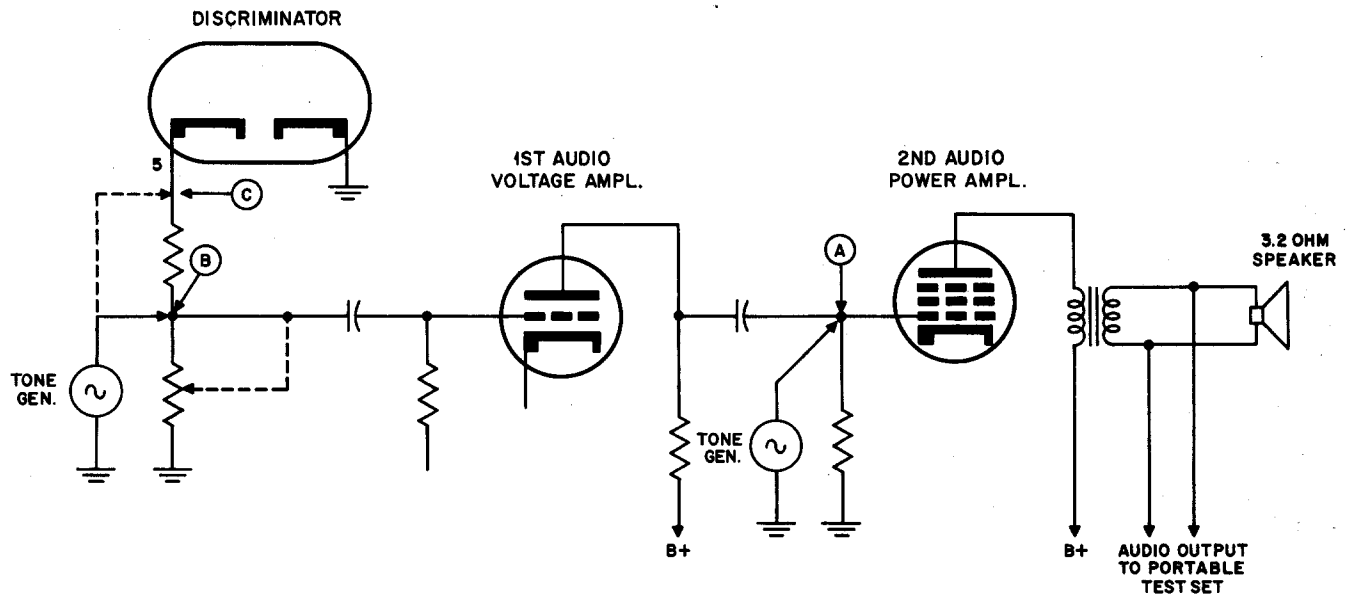 DISCRIMINATOR
5
C
B
TONE
GEN.
1ST AUDIO
VOLTAGE AMPL.
2ND AUDIO
POWER AMPL.
A
3.2 OHM
SPEAKER
TONE
GEN.
B+
B+
AUDIO OUTPUT
TO PORTABLE
TEST SET